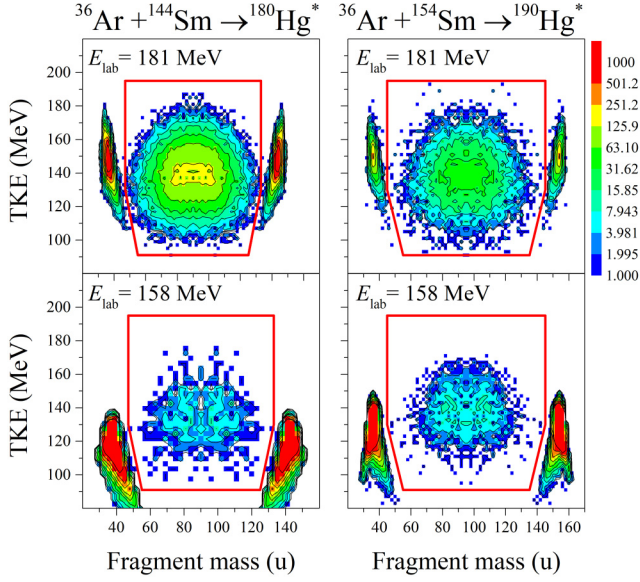 ³⁶Ar + ¹⁴⁴Sm → ¹⁸⁰Hg* ³⁶Ar + ¹⁵⁴Sm → ¹⁹⁰Hg*
E_lab = 181 MeV
E_lab = 181 MeV
TKE (MeV)
200
180
160
140
120
100
1000
501.2
251.2
125.9
63.10
31.62
15.85
7.943
3.981
1.995
1.000
E_lab = 158 MeV
E_lab = 158 MeV
TKE (MeV)
200
180
160
140
120
100
40 60 80 100 120 140 40 60 80 100 120 140 160
Fragment mass (u) Fragment mass (u)